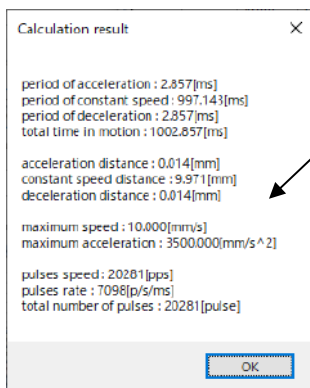 Calculation result
period of acceleration : 2.857[ms]
period of constant speed : 997.143[ms]
period of deceleration : 2.857[ms]
total time in motion : 1002.857[ms]
acceleration distance : 0.014[mm]
constant speed distance : 9.971[mm]
deceleration distance : 0.014[mm]
maximum speed : 10.000[mm/s]
maximum acceleration : 3500.000[mm/s^2]
pulses speed : 20281[pps]
pulses rate : 7098[p/s/ms]
total number of pulses : 20281[pulse]
OK